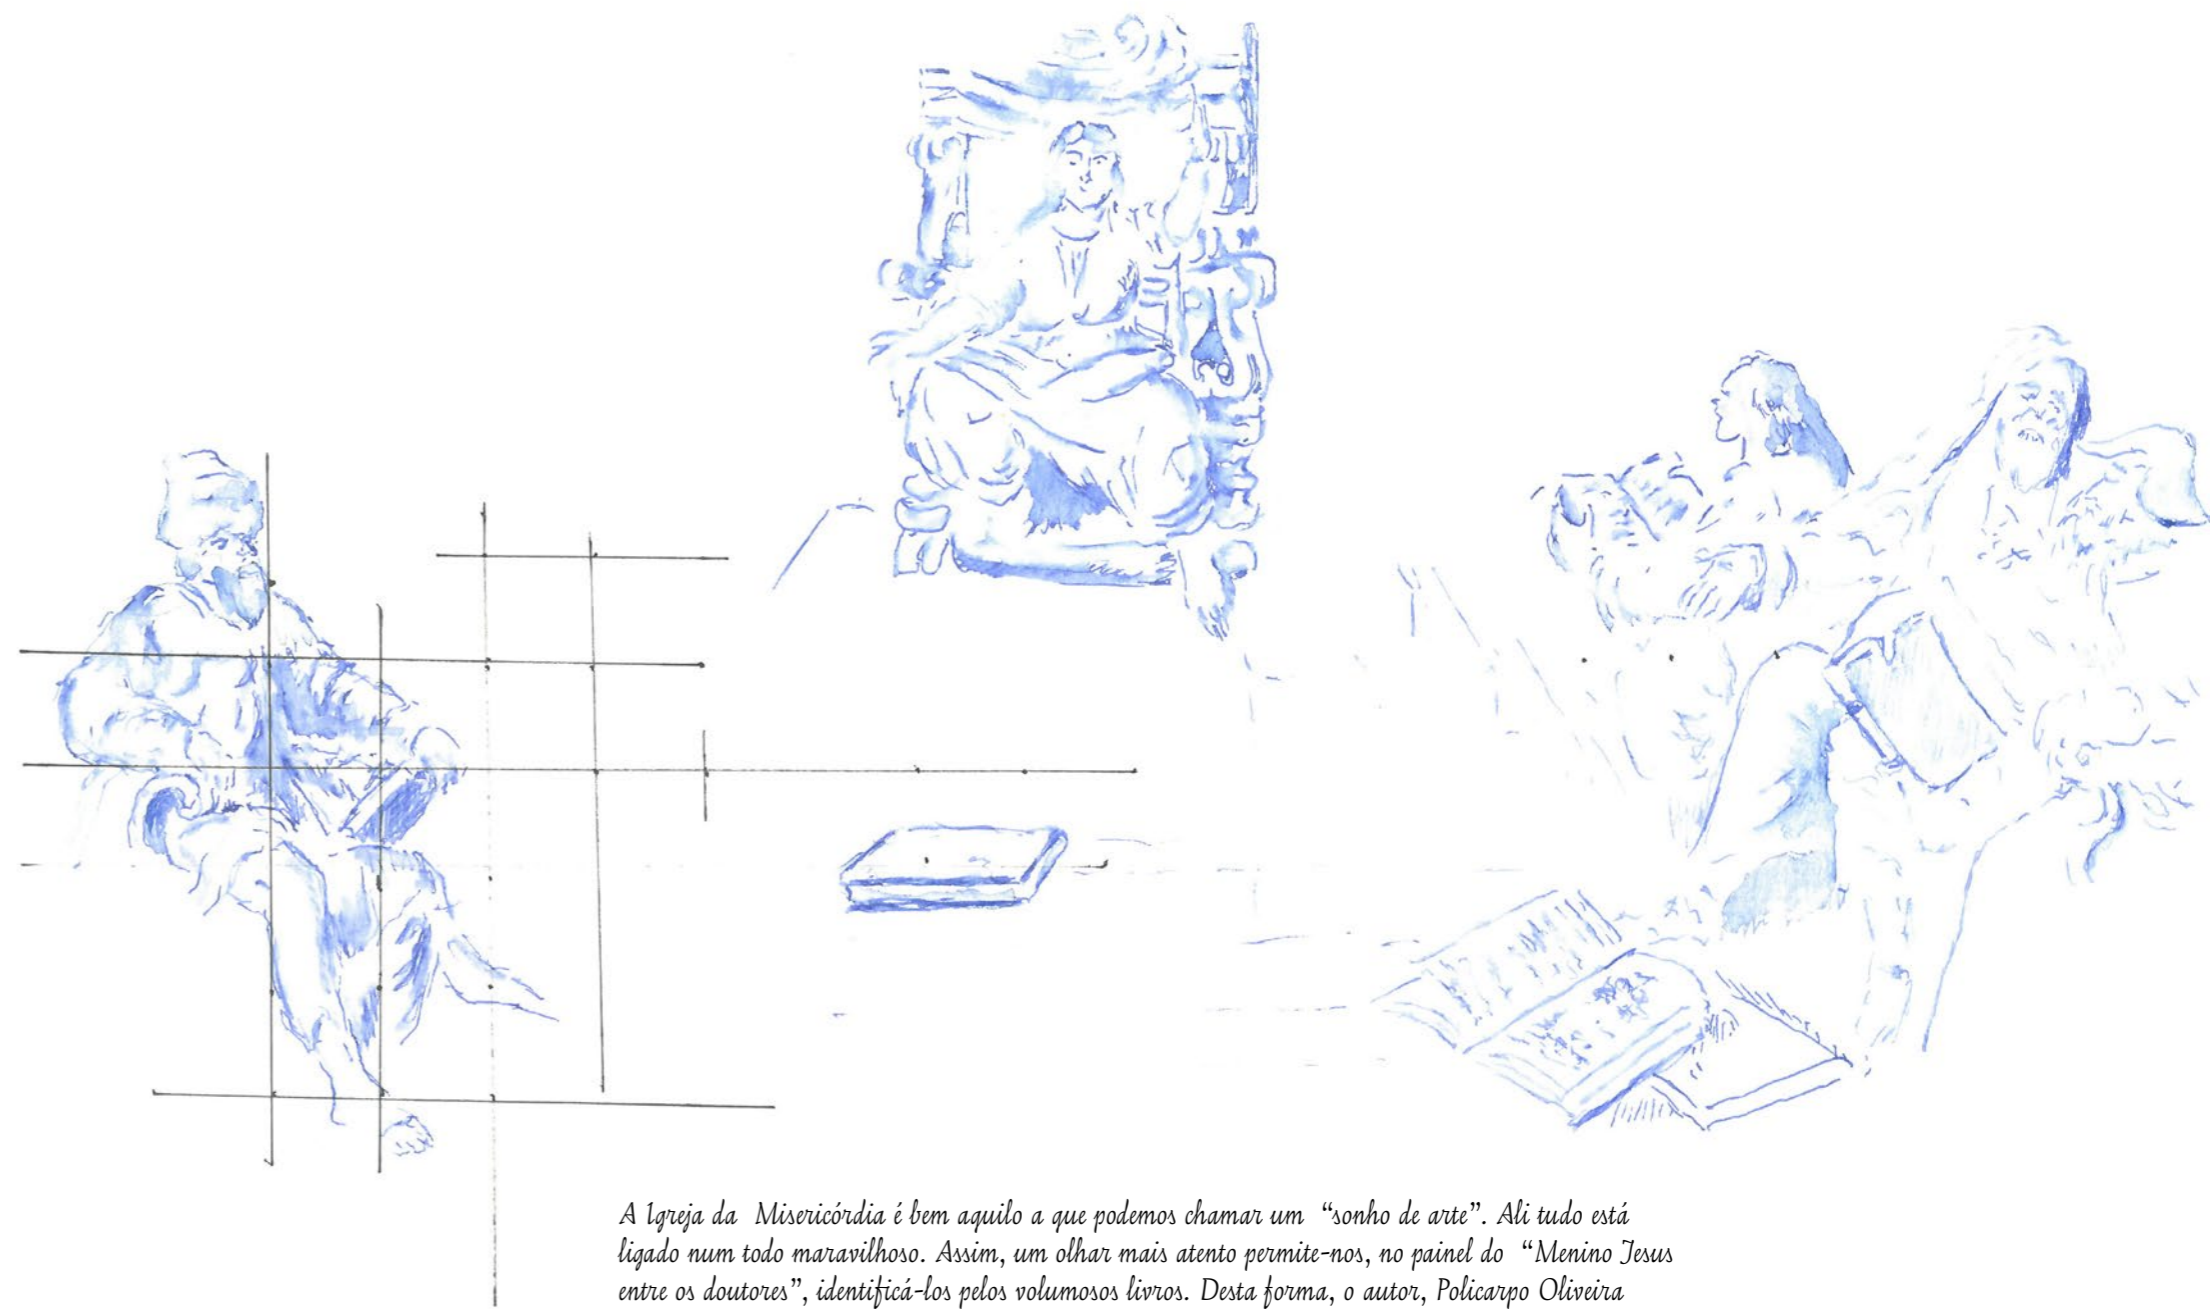 A Igreja da Misericórdia é bem aquilo a que podemos chamar um “sonho de arte”. Ali tudo está
ligado num todo maravilhoso. Assim, um olhar mais atento permite-nos, no painel do “Menino Jesus
entre os doutores”, identificá-los pelos volumosos livros. Desta forma, o autor, Policarpo Oliveira